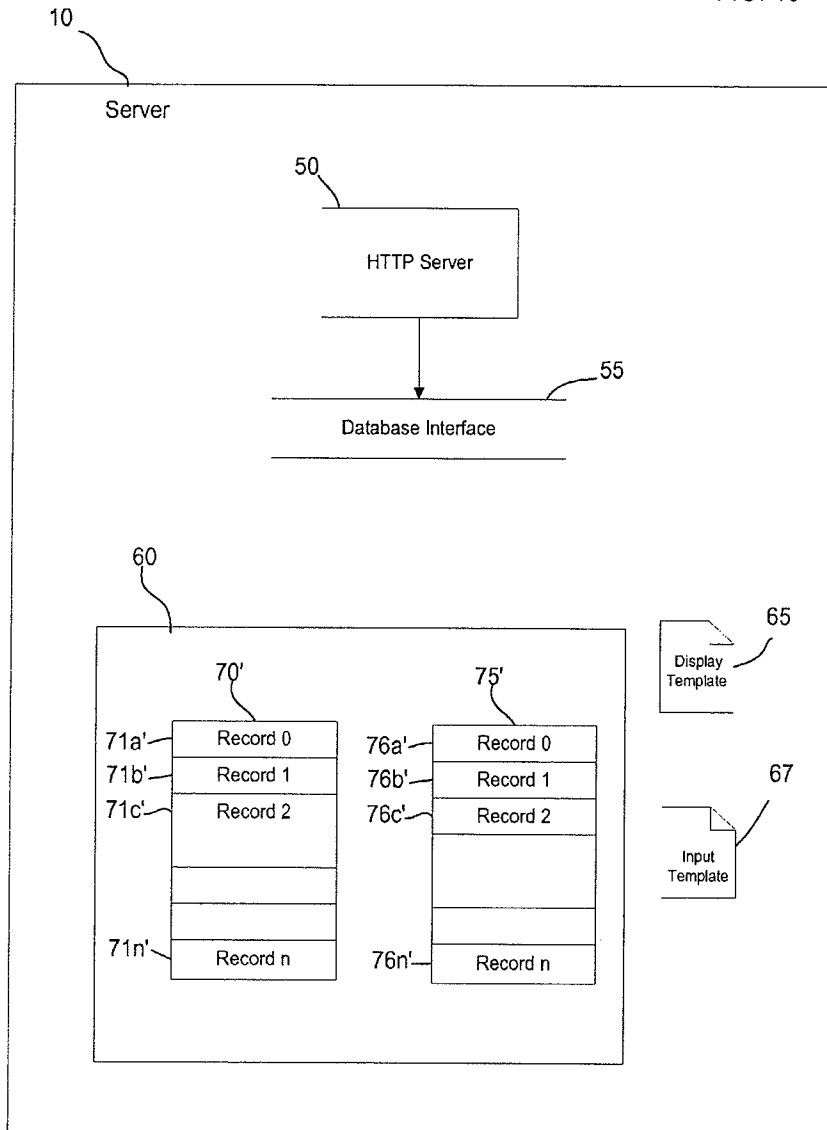 10
Server
50
HTTP Server
55
Database Interface
60
65
Display
Template
70'
75'
71a' Record 0
76a' Record 0
71b' Record 1
76b' Record 1
67
71c' Record 2
76c' Record 2
Input
Template
71n' Record n
76n' Record n